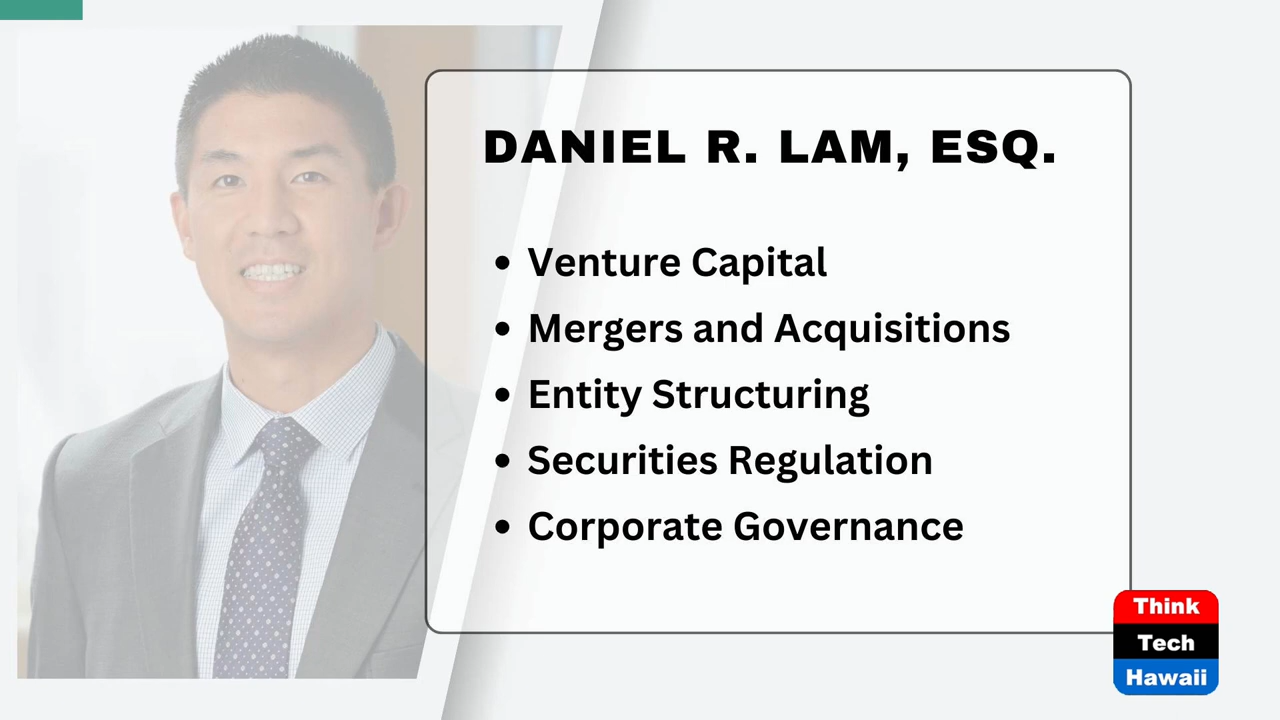 DANIEL R. LAM, ESQ.
• Venture Capital
• Mergers and Acquisitions
• Entity Structuring
• Securities Regulation
• Corporate Governance
Think
Tech
Hawaii